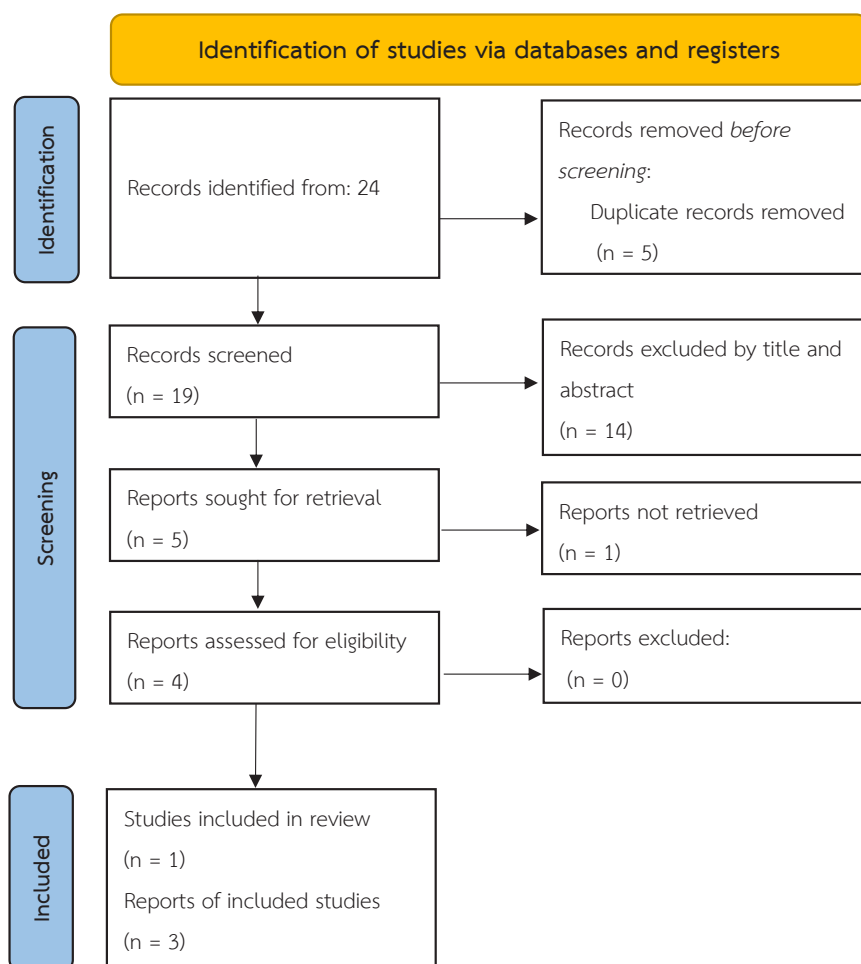 Identification of studies via databases and registers
Identification
Records identified from: 24
Records removed before
screening:
Duplicate records removed
(n = 5)
Screening
Records screened
(n = 19)
Records excluded by title and
abstract
(n = 14)
Reports sought for retrieval
(n = 5)
Reports not retrieved
(n = 1)
Reports assessed for eligibility
(n = 4)
Reports excluded:
(n = 0)
Included
Studies included in review
(n = 1)
Reports of included studies
(n = 3)